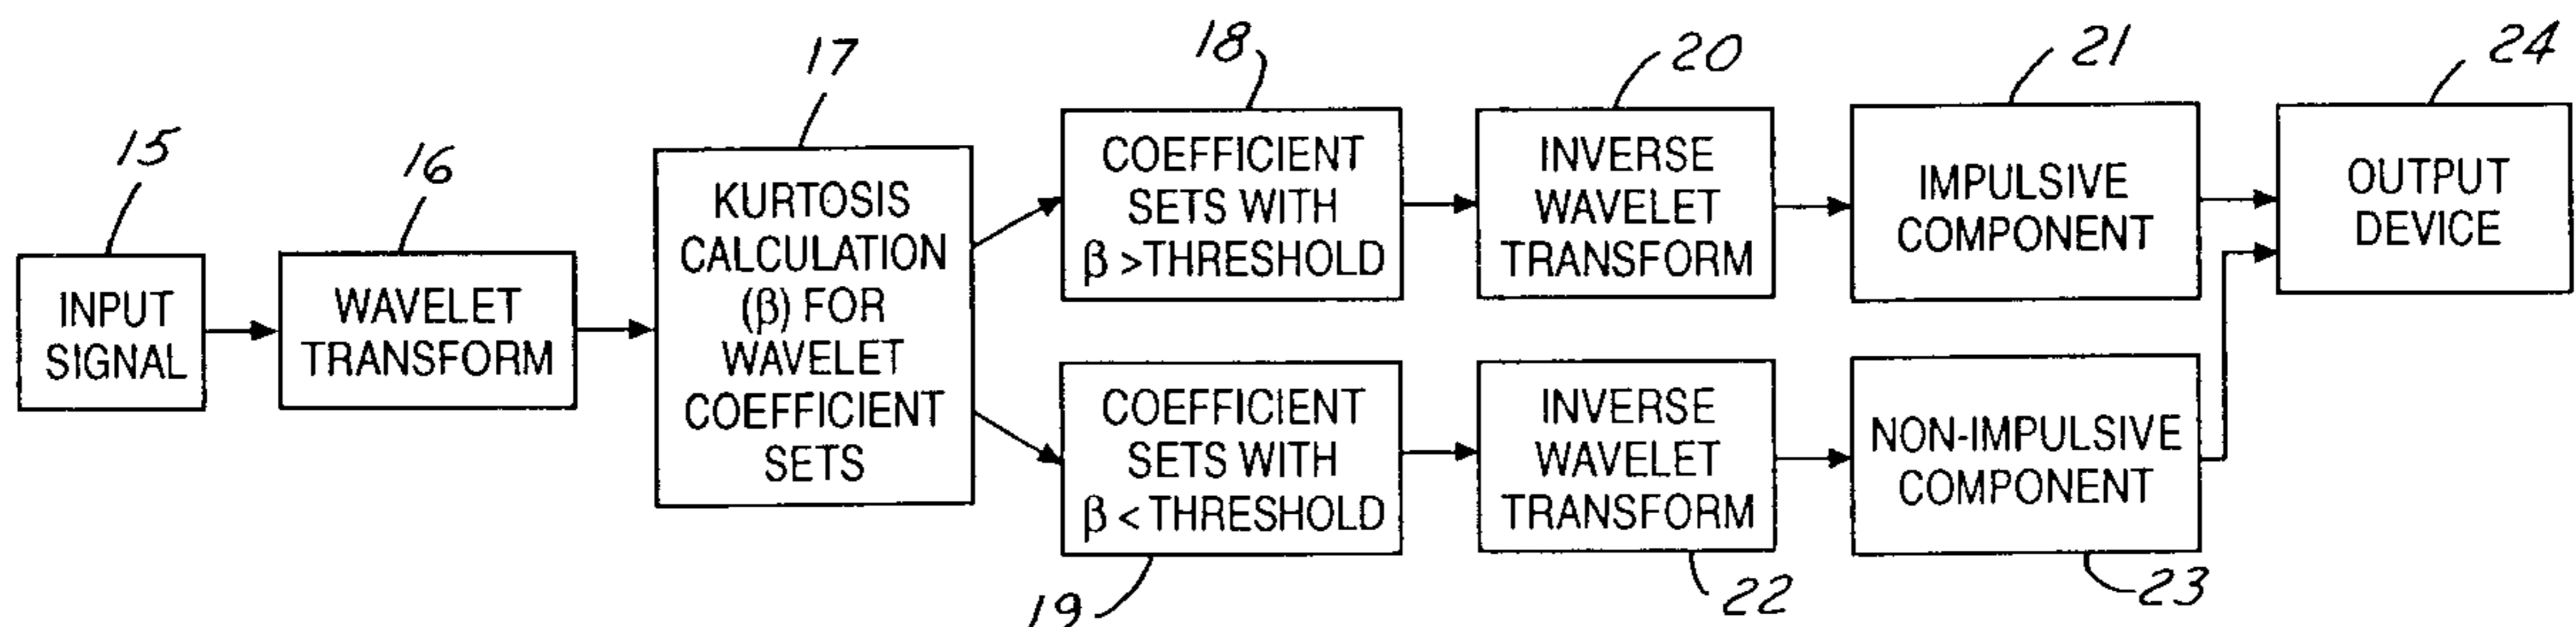 15
INPUT
SIGNAL
16
WAVELET
TRANSFORM
17
KURTOSIS
CALCULATION
(β) FOR
WAVELET
COEFFICIENT
SETS
18
COEFFICIENT
SETS WITH
β >THRESHOLD
20
INVERSE
WAVELET
TRANSFORM
21
IMPULSIVE
COMPONENT
24
OUTPUT
DEVICE
COEFFICIENT
SETS WITH
β < THRESHOLD
19
INVERSE
WAVELET
TRANSFORM
22
NON-IMPULSIVE
COMPONENT
23